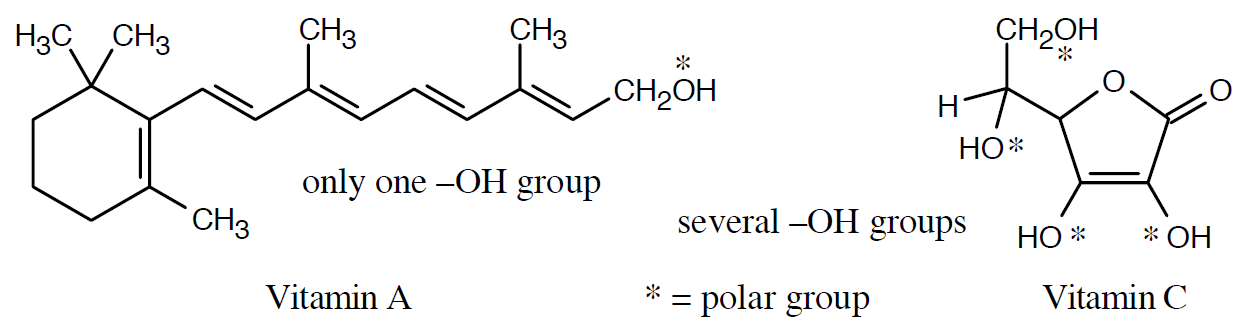 H₃C CH₃ CH₃ CH₃ CH₂OH *
CH₃
only one –OH group
CH₂OH *
O O
H
HO *
HO * * OH
several –OH groups
Vitamin A * = polar group Vitamin C